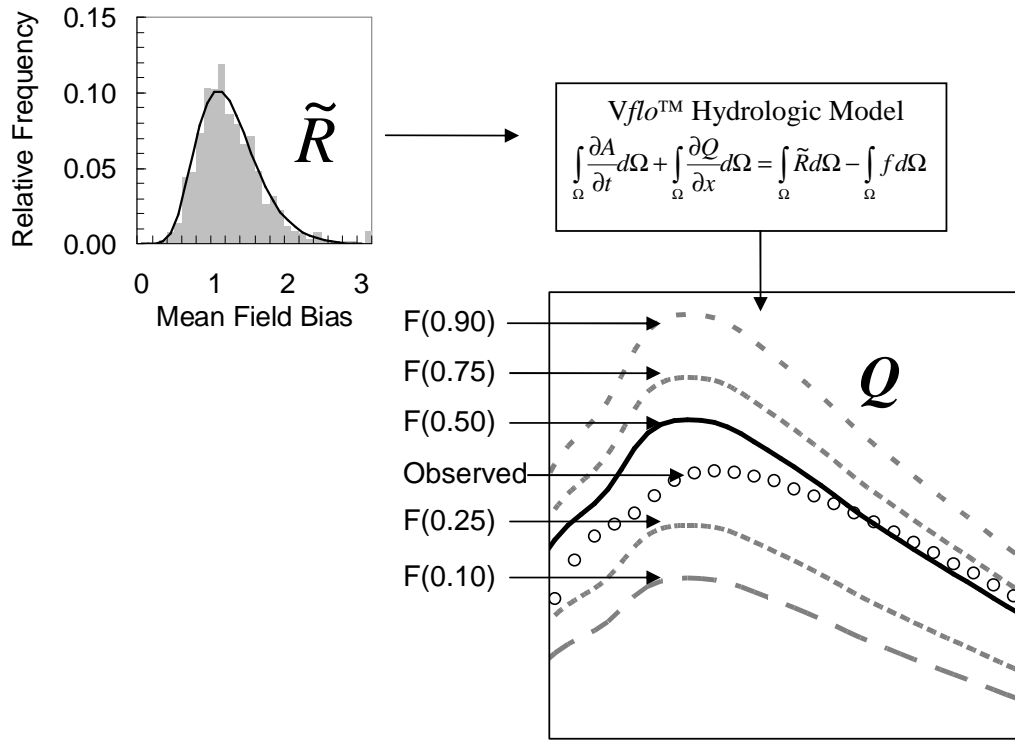 Relative Frequency
0.15
0.10
0.05
0.00
R̃
0 1 2 3
Mean Field Bias
Vflo™ Hydrologic Model
∫_Ω ∂A/∂t dΩ + ∫_Ω ∂Q/∂x dΩ = ∫_Ω R̃ dΩ − ∫_Ω f dΩ
Q
F(0.90)
F(0.75)
F(0.50)
Observed
F(0.25)
F(0.10)